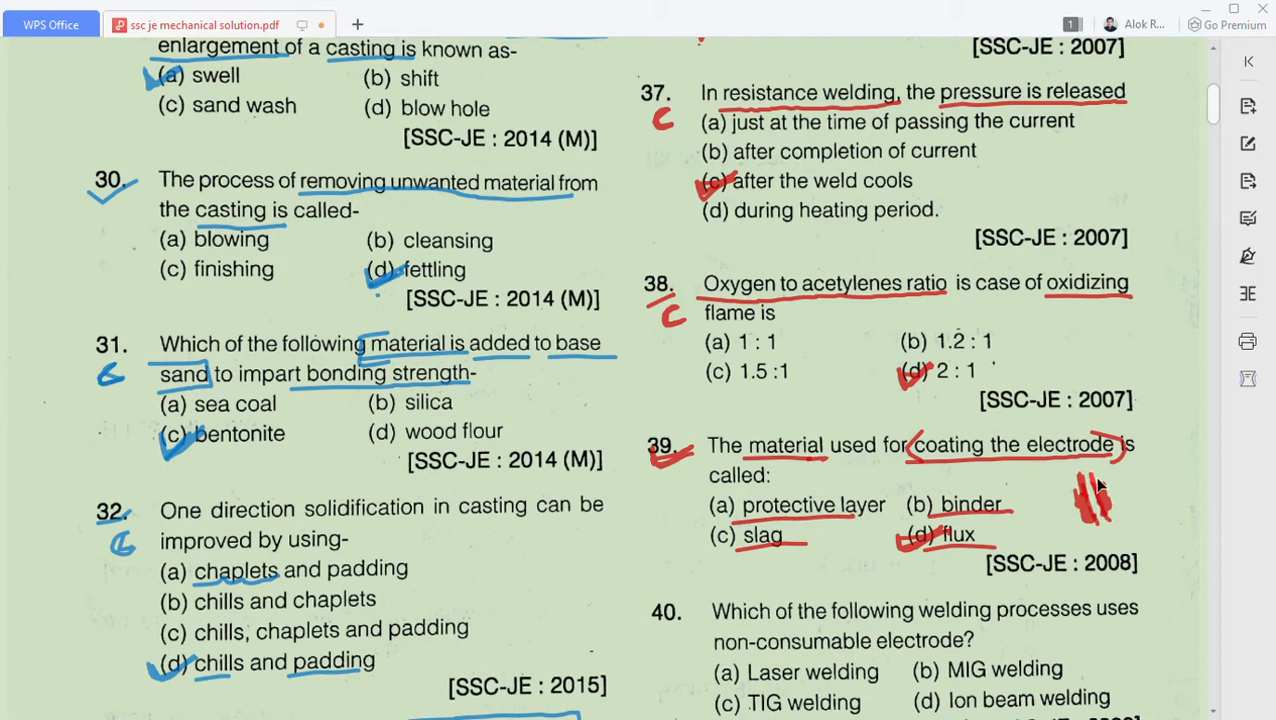 WPS Office
ssc je mechanical solution.pdf
1
Alok R...
Go Premium
enlargement of a casting is known as-
(a) swell (b) shift
(c) sand wash (d) blow hole
[SSC-JE : 2014 (M)]
30. The process of removing unwanted material from
the casting is called-
(a) blowing (b) cleansing
(c) finishing (d) fettling
[SSC-JE : 2014 (M)]
31. Which of the following material is added to base
sand to impart bonding strength-
(a) sea coal (b) silica
(c) bentonite (d) wood flour
[SSC-JE : 2014 (M)]
32. One direction solidification in casting can be
improved by using-
(a) chaplets and padding
(b) chills and chaplets
(c) chills, chaplets and padding
(d) chills and padding
[SSC-JE : 2015]
[SSC-JE : 2007]
37. In resistance welding, the pressure is released
C (a) just at the time of passing the current
(b) after completion of current
(c) after the weld cools
(d) during heating period.
[SSC-JE : 2007]
38. Oxygen to acetylenes ratio is case of oxidizing
C flame is
(a) 1 : 1 (b) 1.2 : 1
(c) 1.5 :1 (d) 2 : 1
[SSC-JE : 2007]
39. The material used for coating the electrode is
called:
(a) protective layer (b) binder
(c) slag (d) flux
[SSC-JE : 2008]
40. Which of the following welding processes uses
non-consumable electrode?
(a) Laser welding (b) MIG welding
(c) TIG welding (d) Ion beam welding